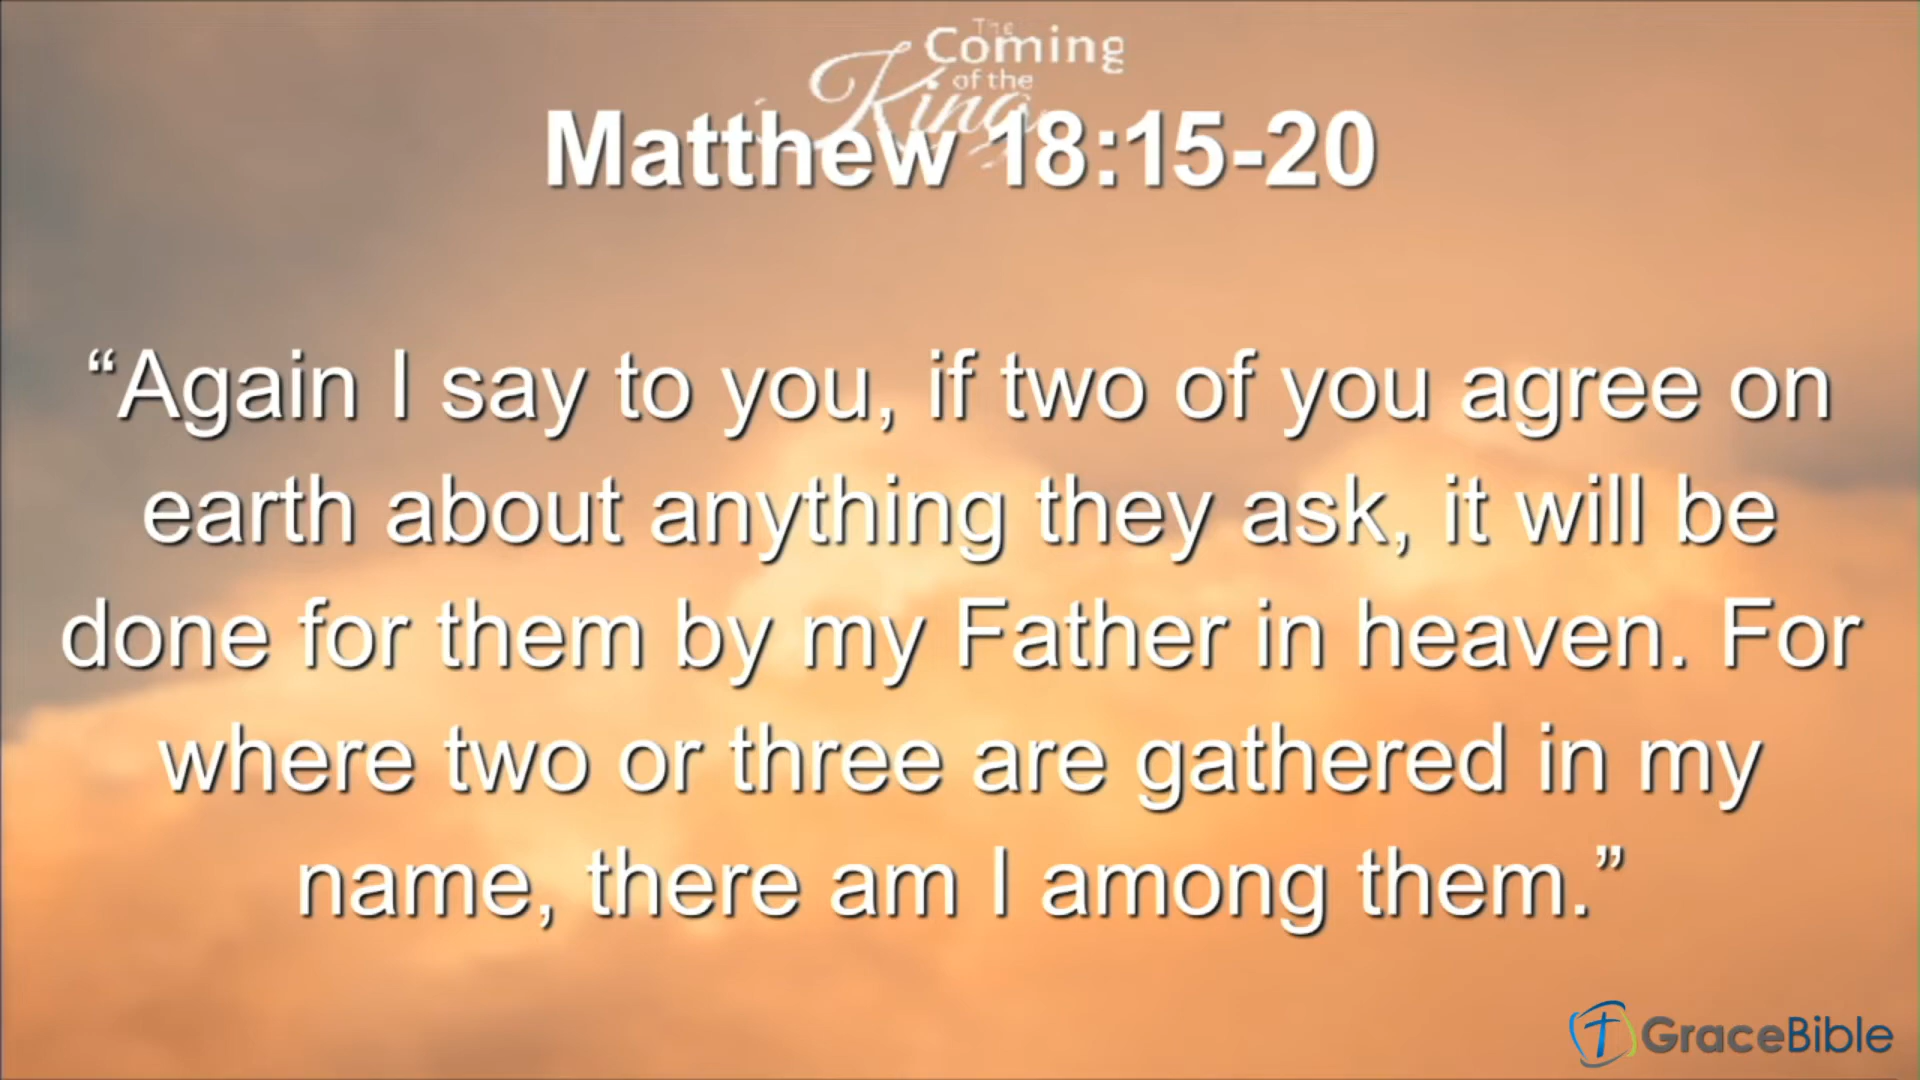 The
Coming
of the
King
Matthew 18:15-20
“Again I say to you, if two of you agree on
earth about anything they ask, it will be
done for them by my Father in heaven. For
where two or three are gathered in my
name, there am I among them.”
GraceBible